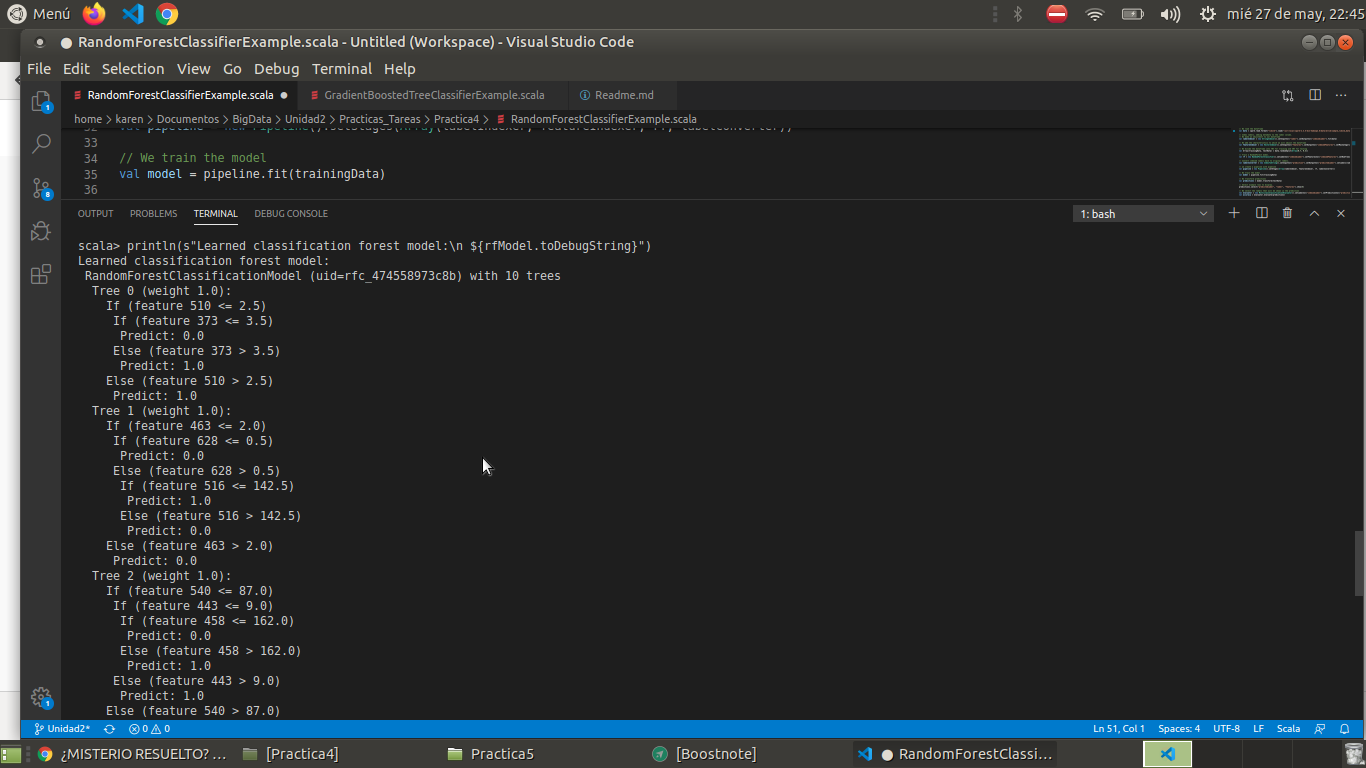 Menú
mié 27 de may, 22:45
● RandomForestClassifierExample.scala - Untitled (Workspace) - Visual Studio Code
File Edit Selection View Go Debug Terminal Help
RandomForestClassifierExample.scala ● GradientBoostedTreeClassifierExample.scala Readme.md
home > karen > Documentos > BigData > Unidad2 > Practicas_Tareas > Practica4 > RandomForestClassifierExample.scala
33
34 // We train the model
35 val model = pipeline.fit(trainingData)
36
OUTPUT PROBLEMS TERMINAL DEBUG CONSOLE 1: bash
scala> println(s"Learned classification forest model:\n ${rfModel.toDebugString}")
Learned classification forest model:
RandomForestClassificationModel (uid=rfc_474558973c8b) with 10 trees
Tree 0 (weight 1.0):
If (feature 510 <= 2.5)
If (feature 373 <= 3.5)
Predict: 0.0
Else (feature 373 > 3.5)
Predict: 1.0
Else (feature 510 > 2.5)
Predict: 1.0
Tree 1 (weight 1.0):
If (feature 463 <= 2.0)
If (feature 628 <= 0.5)
Predict: 0.0
Else (feature 628 > 0.5)
If (feature 516 <= 142.5)
Predict: 1.0
Else (feature 516 > 142.5)
Predict: 0.0
Else (feature 463 > 2.0)
Predict: 0.0
Tree 2 (weight 1.0):
If (feature 540 <= 87.0)
If (feature 443 <= 9.0)
If (feature 458 <= 162.0)
Predict: 0.0
Else (feature 458 > 162.0)
Predict: 1.0
Else (feature 443 > 9.0)
Predict: 1.0
Else (feature 540 > 87.0)
Unidad2* 0 0 Ln 51, Col 1 Spaces: 4 UTF-8 LF Scala
¿MISTERIO RESUELTO? ... [Practica4] Practica5 [Boostnote] ● RandomForestClassi...